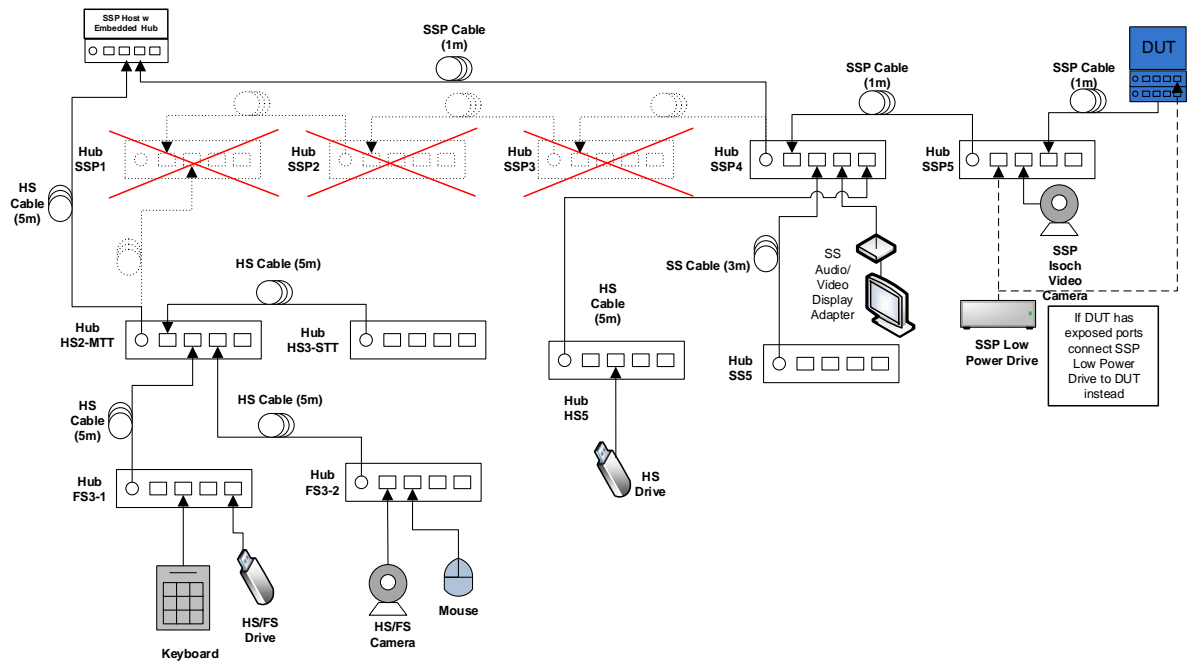 SSP Host w
Embedded Hub
SSP Cable
(1m)
SSP Cable
(1m)
SSP Cable
(1m)
DUT
Hub
SSP1
Hub
SSP2
Hub
SSP3
Hub
SSP4
Hub
SSP5
HS
Cable
(5m)
HS Cable (5m)
SS Cable (3m)
SS
Audio/
Video
Display
Adapter
SSP
Isoch
Video
Camera
HS
Cable
(5m)
Hub
HS2-MTT
Hub
HS3-STT
SSP Low
Power Drive
If DUT has
exposed ports
connect SSP
Low Power
Drive to DUT
instead
Hub
HS5
Hub
SS5
HS
Cable
(5m)
HS Cable (5m)
Hub
FS3-1
Hub
FS3-2
HS
Drive
Keyboard
HS/FS
Drive
HS/FS
Camera
Mouse